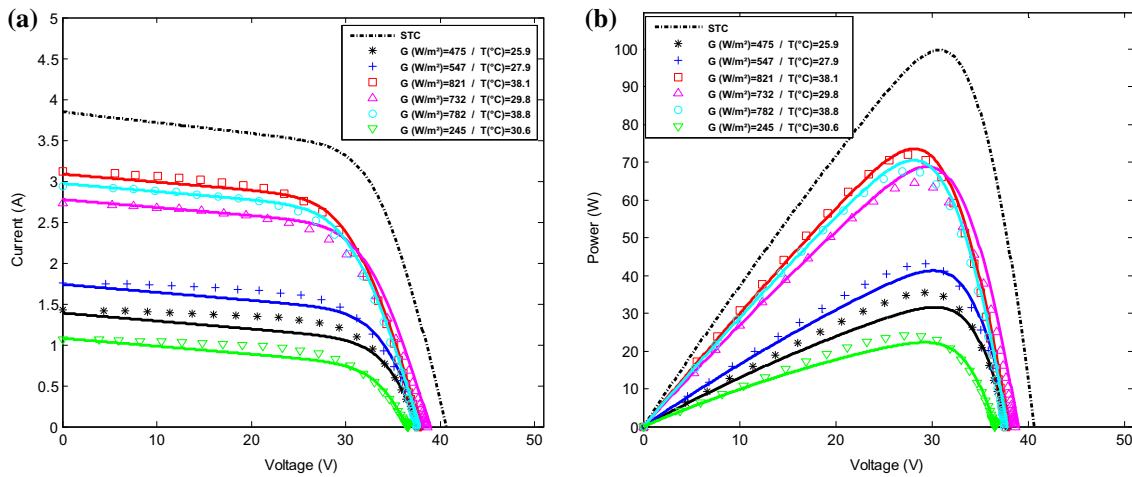 (a)
5
4.5
4
3.5
3
2.5
2
1.5
1
0.5
0
Current (A)
0
10
20
30
40
50
Voltage (V)
STC
G (W/m²)=475 / T(°C)=25.9
G (W/m²)=547 / T(°C)=27.9
G (W/m²)=821 / T(°C)=38.1
G (W/m²)=732 / T(°C)=29.8
G (W/m²)=782 / T(°C)=38.8
G (W/m²)=245 / T(°C)=30.6
(b)
100
90
80
70
60
50
40
30
20
10
0
Power (W)
0
10
20
30
40
50
Voltage (V)
STC
G (W/m²)=475 / T(°C)=25.9
G (W/m²)=547 / T(°C)=27.9
G (W/m²)=821 / T(°C)=38.1
G (W/m²)=732 / T(°C)=29.8
G (W/m²)=782 / T(°C)=38.8
G (W/m²)=245 / T(°C)=30.6